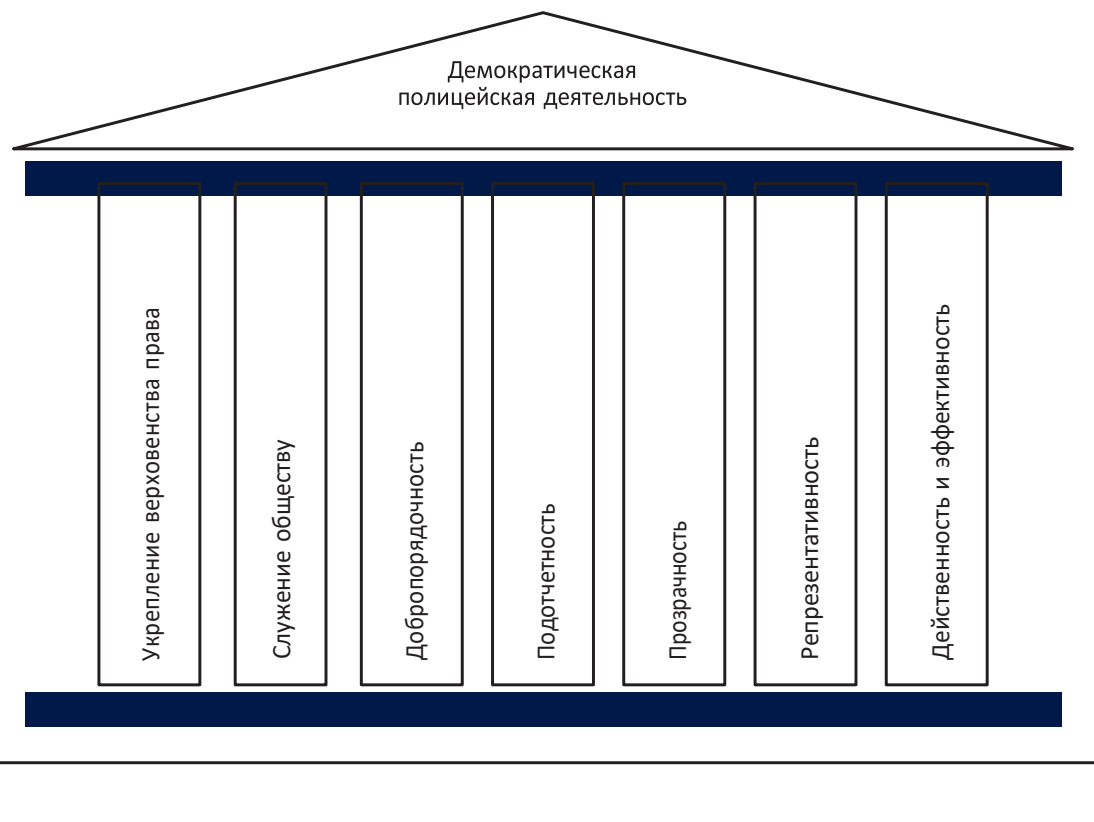 Демократическая
полицейская деятельность
Укрепление верховенства права
Служение обществу
Добропорядочность
Подотчетность
Прозрачность
Репрезентативность
Действенность и эффективность